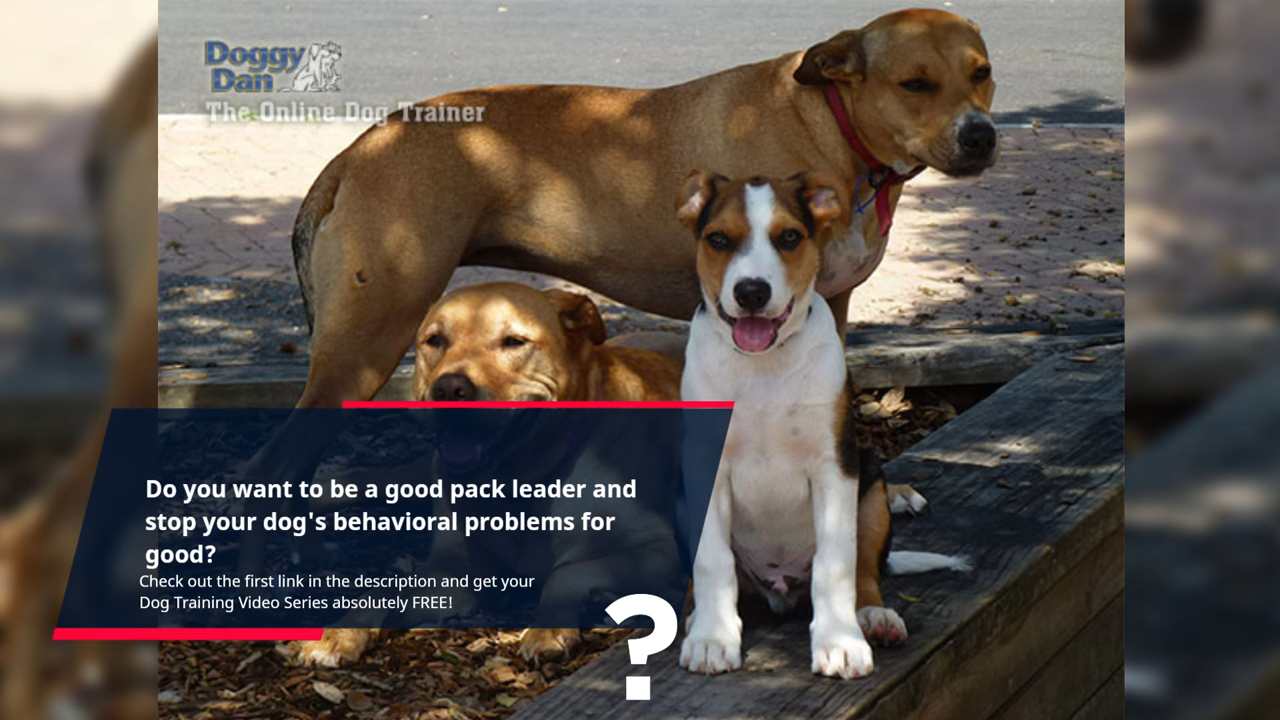 Doggy
Dan
The Online Dog Trainer
Do you want to be a good pack leader and
stop your dog's behavioral problems for
good?
Check out the first link in the description and get your
Dog Training Video Series absolutely FREE!
?